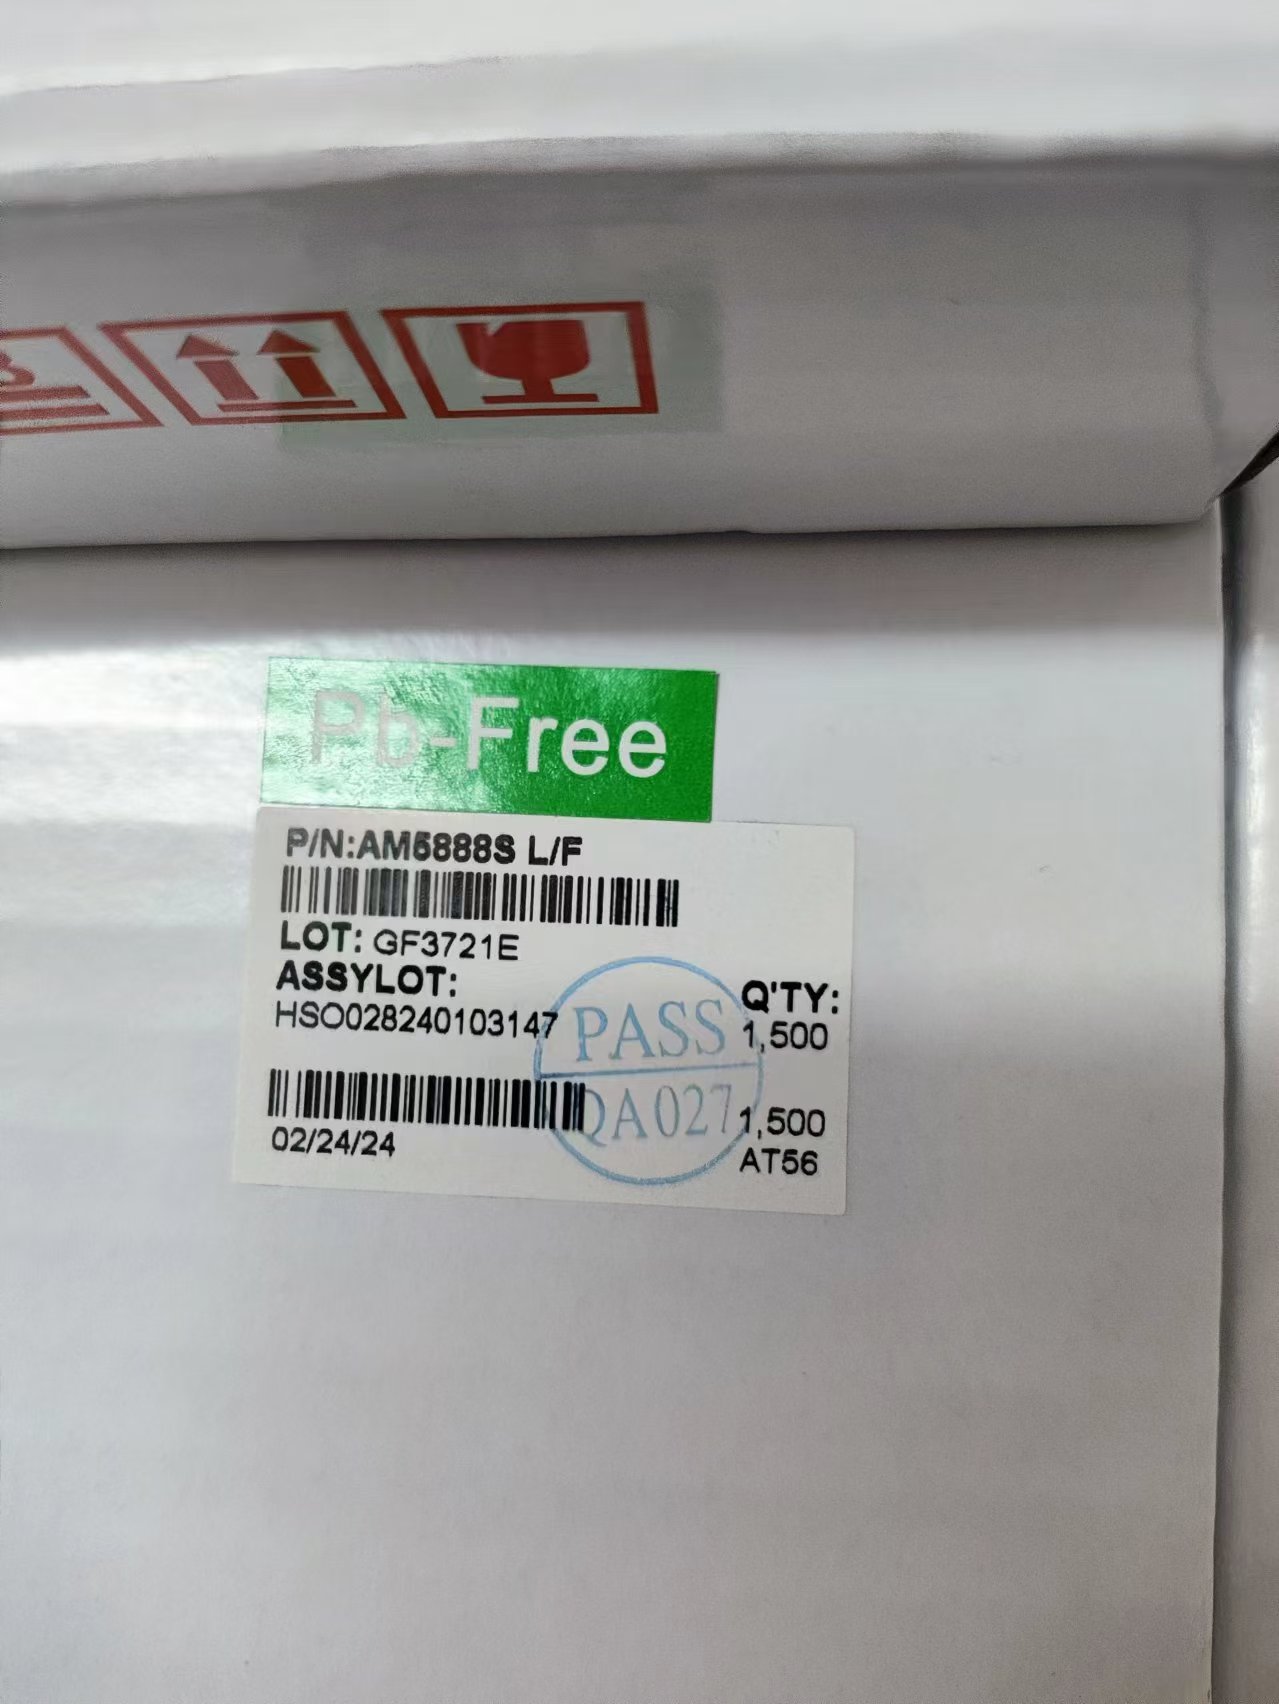 Pb-Free
P/N:AM5888S L/F
LOT: GF3721E
ASSYLOT:
HSO028240103147
Q'TY:
1,500
PASS
QA027
1,500
02/24/24
AT56